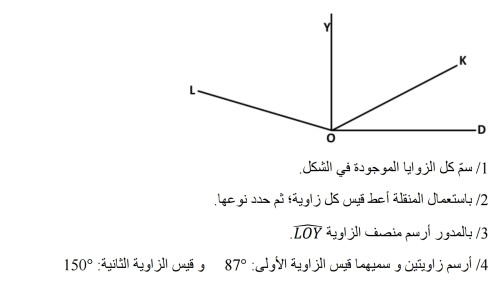 Y
K
L
O
D
1/ سمّ كل الزوايا الموجودة في الشكل.
2/ باستعمال المنقلة أعط قيس كل زاوية؛ ثم حدد نوعها.
3/ بالمدور أرسم منصف الزاوية LOY.
4/ أرسم زاويتين و سميهما قيس الزاوية الأولى: 87° و قيس الزاوية الثانية: 150°